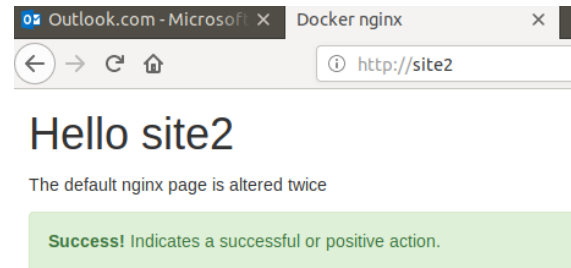 Outlook.com - Microsoft
Docker nginx
http://site2
Hello site2
The default nginx page is altered twice
Success! Indicates a successful or positive action.